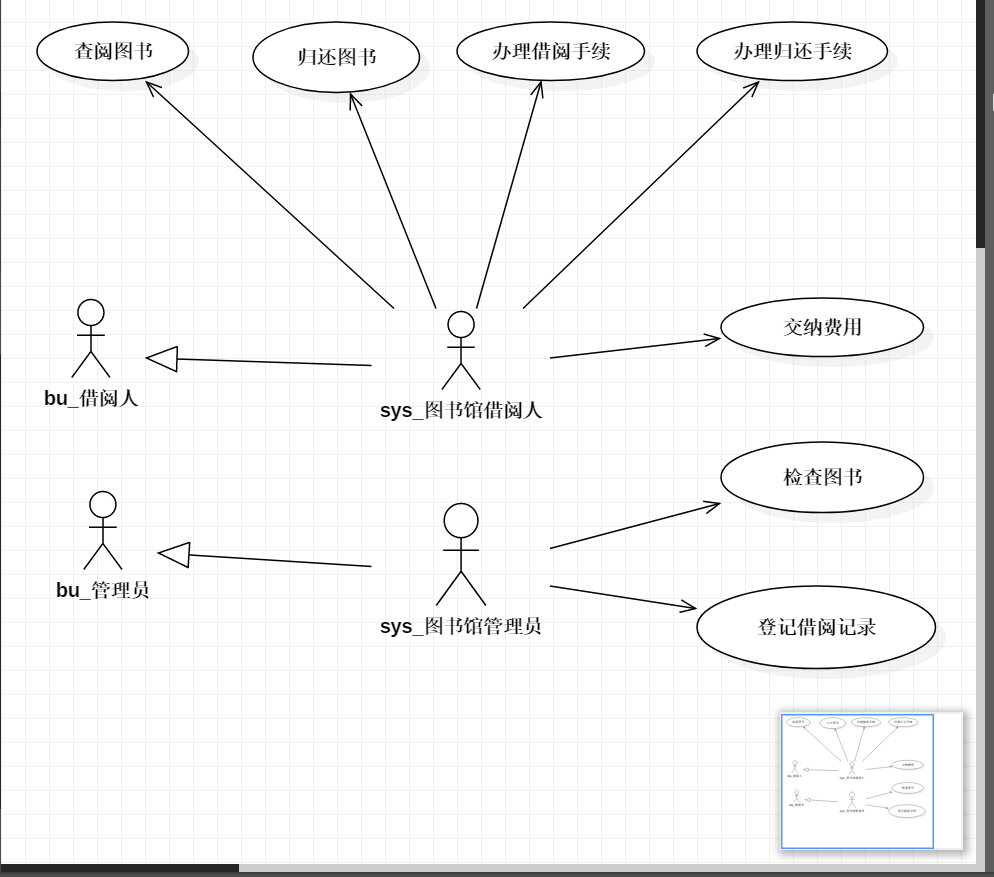 查阅图书
归还图书
办理借阅手续
办理归还手续
交纳费用
bu_借阅人
sys_图书馆借阅人
检查图书
bu_管理员
sys_图书馆管理员
登记借阅记录